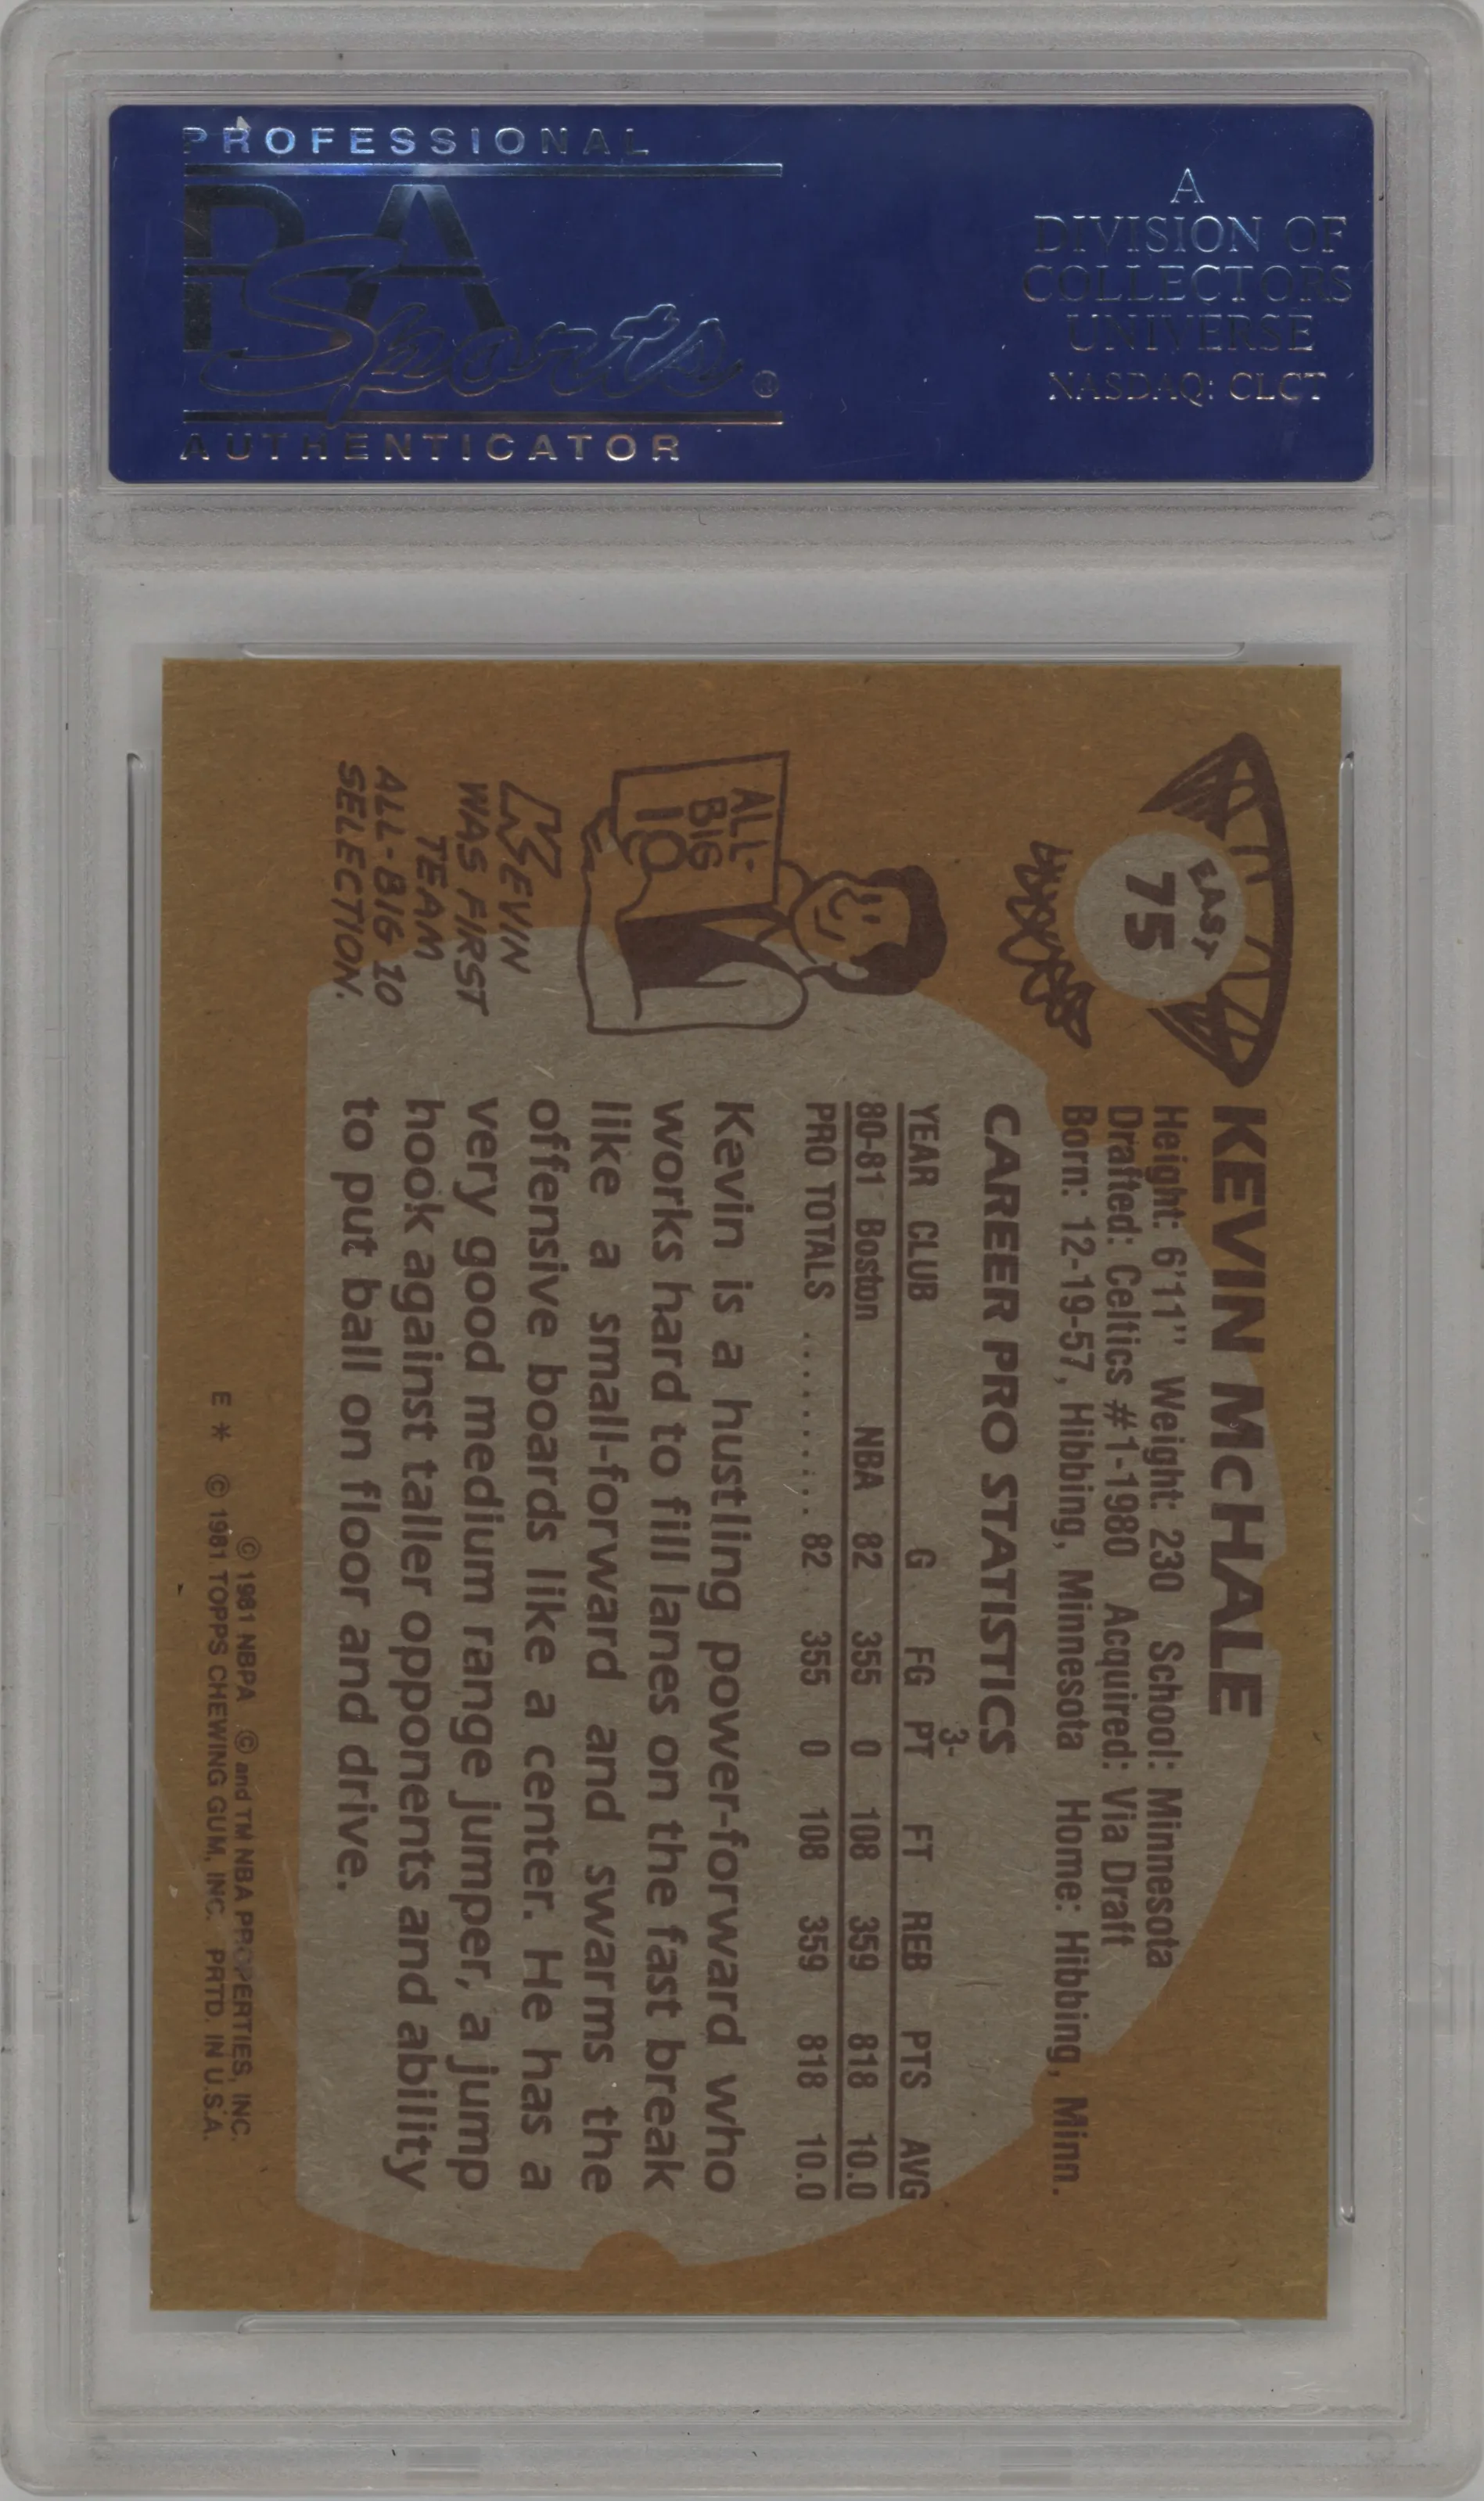 PROFESSIONAL
PSA
Sports®
AUTHENTICATOR
A
DIVISION OF
COLLECTORS
UNIVERSE
NASDAQ: CLCT
EAST
75
KEVIN McHALE
Height: 6'11" Weight: 230 School: Minnesota
Drafted: Celtics #1-1980 Acquired: Via Draft
Born: 12-19-57, Hibbing, Minnesota Home: Hibbing, Minn.
CAREER PRO STATISTICS
YEAR CLUB G FG 3-PT FT REB PTS AVG
80-81 Boston NBA 82 355 0 108 359 818 10.0
PRO TOTALS ......... 82 355 0 108 359 818 10.0
Kevin is a hustling power-forward who
works hard to fill lanes on the fast break
like a small-forward and swarms the
offensive boards like a center. He has a
very good medium range jumper, a jump
hook against taller opponents and ability
to put ball on floor and drive.
ALL-
BIG
10
KEVIN
WAS FIRST
TEAM
ALL-BIG 10
SELECTION.
© 1981 NBPA © and TM NBA PROPERTIES, INC.
E * © 1981 TOPPS CHEWING GUM, INC. PRTD. IN U.S.A.